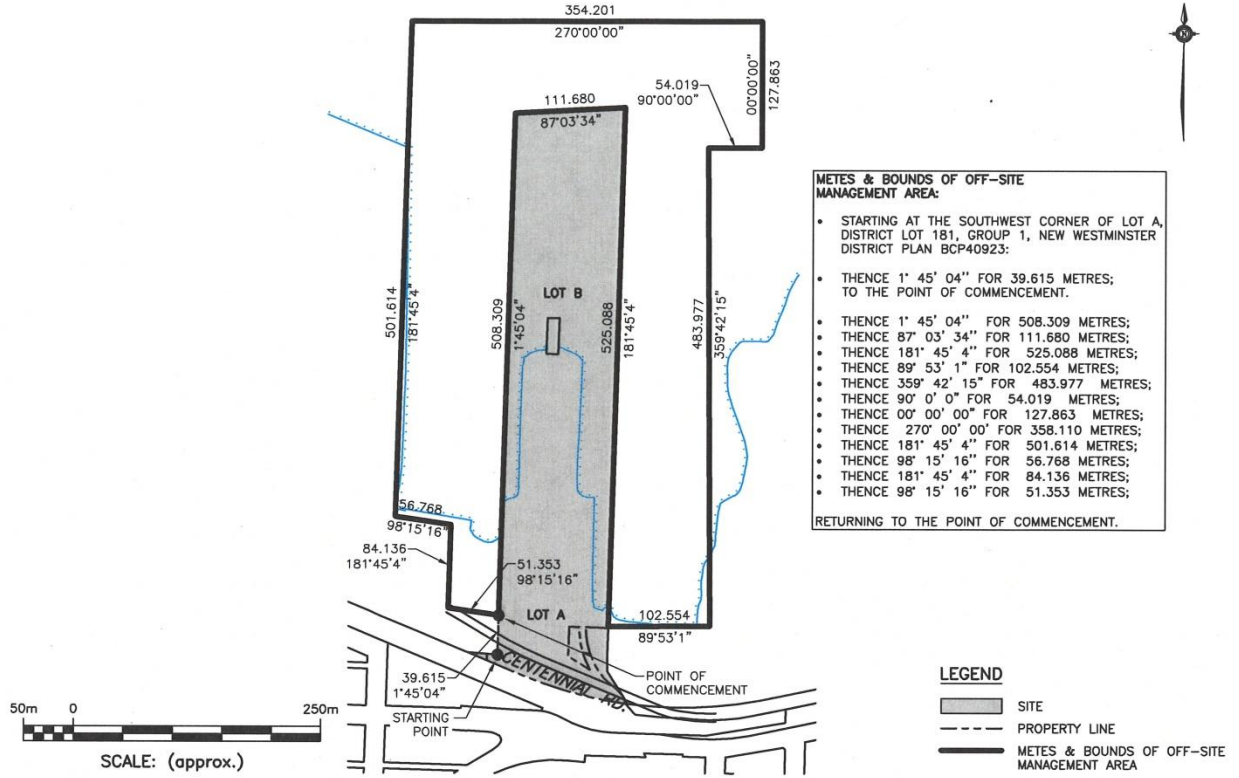 354.201
270°00'00"
00°00'00"
127.863
54.019
90°00'00"
111.680
87°03'34"
METES & BOUNDS OF OFF-SITE
MANAGEMENT AREA:
• STARTING AT THE SOUTHWEST CORNER OF LOT A,
DISTRICT LOT 181, GROUP 1, NEW WESTMINSTER
DISTRICT PLAN BCP40923:
• THENCE 1° 45' 04'' FOR 39.615 METRES;
TO THE POINT OF COMMENCEMENT.
• THENCE 1° 45' 04'' FOR 508.309 METRES;
• THENCE 87° 03' 34'' FOR 111.680 METRES;
• THENCE 181° 45' 4'' FOR 525.088 METRES;
• THENCE 89° 53' 1" FOR 102.554 METRES;
• THENCE 359° 42' 15" FOR 483.977 METRES;
• THENCE 90° 0' 0" FOR 54.019 METRES;
• THENCE 00° 00' 00" FOR 127.863 METRES;
• THENCE 270° 00' 00' FOR 358.110 METRES;
• THENCE 181° 45' 4'' FOR 501.614 METRES;
• THENCE 98° 15' 16'' FOR 56.768 METRES;
• THENCE 181° 45' 4'' FOR 84.136 METRES;
• THENCE 98° 15' 16'' FOR 51.353 METRES;
RETURNING TO THE POINT OF COMMENCEMENT.
LOT B
501.614
181°45'4"
508.309
1°45'04"
525.088
181°45'4"
483.977
359°42'15"
56.768
98°15'16"
84.136
181°45'4"
51.353
98°15'16"
LOT A
102.554
89°53'1"
CENTENNIAL RD.
39.615
1°45'04"
POINT OF
COMMENCEMENT
STARTING
POINT
50m 0 250m
SCALE: (approx.)
LEGEND
SITE
PROPERTY LINE
METES & BOUNDS OF OFF-SITE
MANAGEMENT AREA